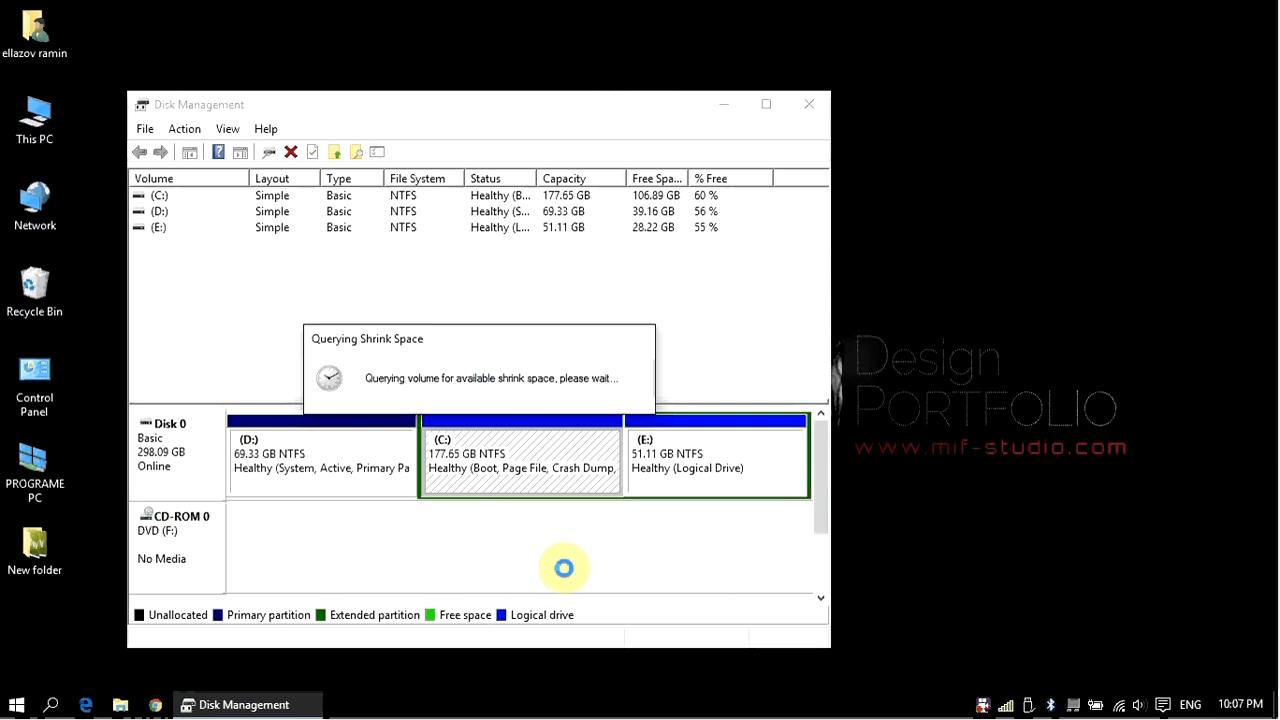 ellazov ramin
This PC
Network
Recycle Bin
Control
Panel
PROGRAME
PC
New folder
Disk Management
File Action View Help
Volume Layout Type File System Status Capacity Free Spa... % Free
(C:) Simple Basic NTFS Healthy (B... 177.65 GB 106.89 GB 60 %
(D:) Simple Basic NTFS Healthy (S... 69.33 GB 39.16 GB 56 %
(E:) Simple Basic NTFS Healthy (L... 51.11 GB 28.22 GB 55 %
Querying Shrink Space
Querying volume for available shrink space, please wait...
Disk 0
Basic
298.09 GB
Online
(D:)
69.33 GB NTFS
Healthy (System, Active, Primary Pa
(C:)
177.65 GB NTFS
Healthy (Boot, Page File, Crash Dump,
(E:)
51.11 GB NTFS
Healthy (Logical Drive)
CD-ROM 0
DVD (F:)
No Media
Unallocated Primary partition Extended partition Free space Logical drive
Design
PORTFOLIO
www.mif-studio.com
Disk Management
ENG
10:07 PM